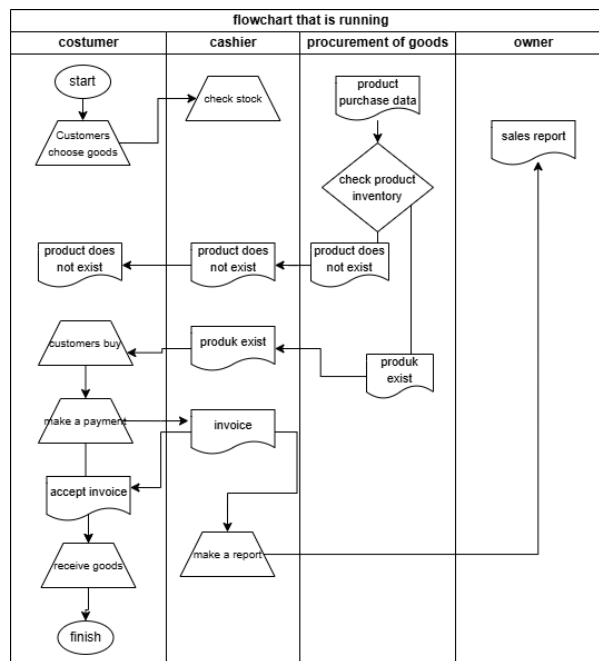 flowchart that is running
costumer
cashier
procurement of goods
owner
start
check stock
product
purchase data
Customers
choose goods
sales report
check product
inventory
product does
not exist
product does
not exist
product does
not exist
customers buy
produk exist
produk
exist
make a payment
invoice
accept invoice
make a report
receive goods
finish